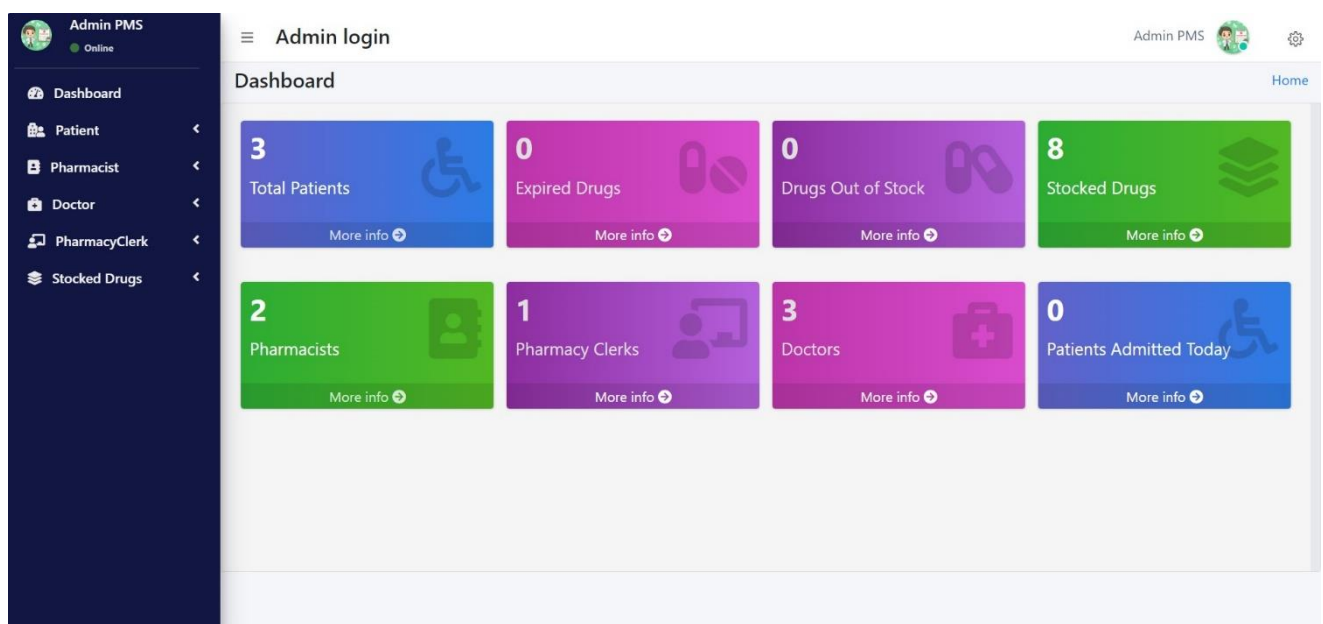 Admin PMS
Online
Dashboard
Patient
Pharmacist
Doctor
PharmacyClerk
Stocked Drugs
Admin login
Admin PMS
Dashboard
Home
3
Total Patients
More info
0
Expired Drugs
More info
0
Drugs Out of Stock
More info
8
Stocked Drugs
More info
2
Pharmacists
More info
1
Pharmacy Clerks
More info
3
Doctors
More info
0
Patients Admitted Today
More info